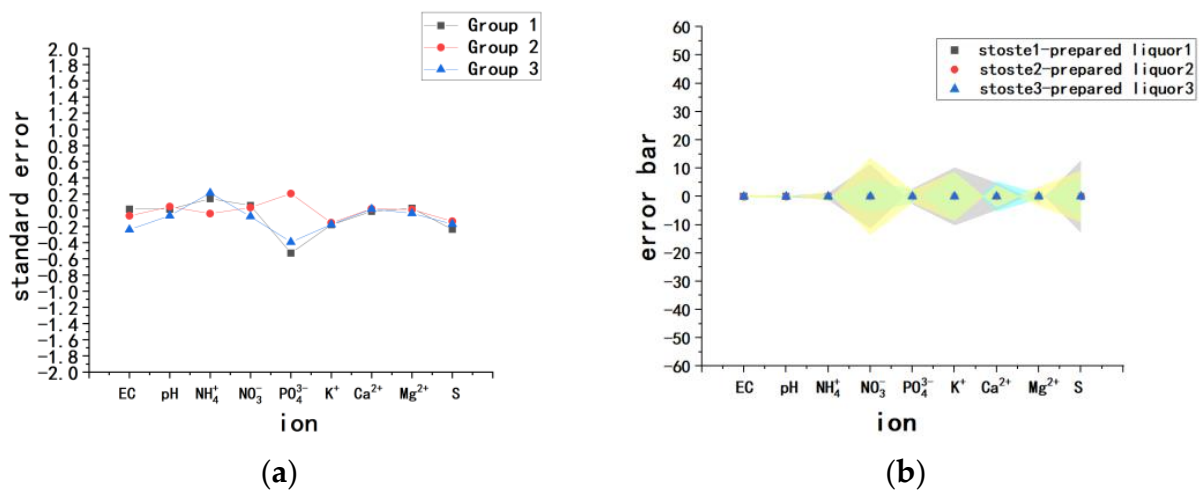 Group 1
Group 2
Group 3
2.0
1.8
1.6
1.4
1.2
1.0
0.8
0.6
0.4
0.2
0.0
-0.2
-0.4
-0.6
-0.8
-1.0
-1.2
-1.4
-1.6
-1.8
-2.0
standard error
EC pH NH₄⁺ NO₃⁻ PO₄³⁻ K⁺ Ca²⁺ Mg²⁺ S
ion
(a)
stoste1-prepared liquor1
stoste2-prepared liquor2
stoste3-prepared liquor3
60
50
40
30
20
10
0
-10
-20
-30
-40
-50
-60
error bar
EC pH NH₄⁺ NO₃⁻ PO₄³⁻ K⁺ Ca²⁺ Mg²⁺ S
ion
(b)